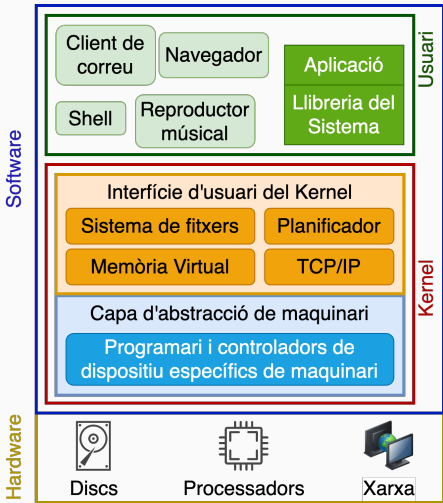 Client de
correu
Navegador
Shell
Reproductor
músical
Aplicació
Llibreria del
Sistema
Usuari
Software
Interfície d'usuari del Kernel
Sistema de fitxers
Planificador
Memòria Virtual
TCP/IP
Capa d'abstracció de maquinari
Programari i controladors de
dispositiu específics de maquinari
Kernel
Hardware
Discs
Processadors
Xarxa